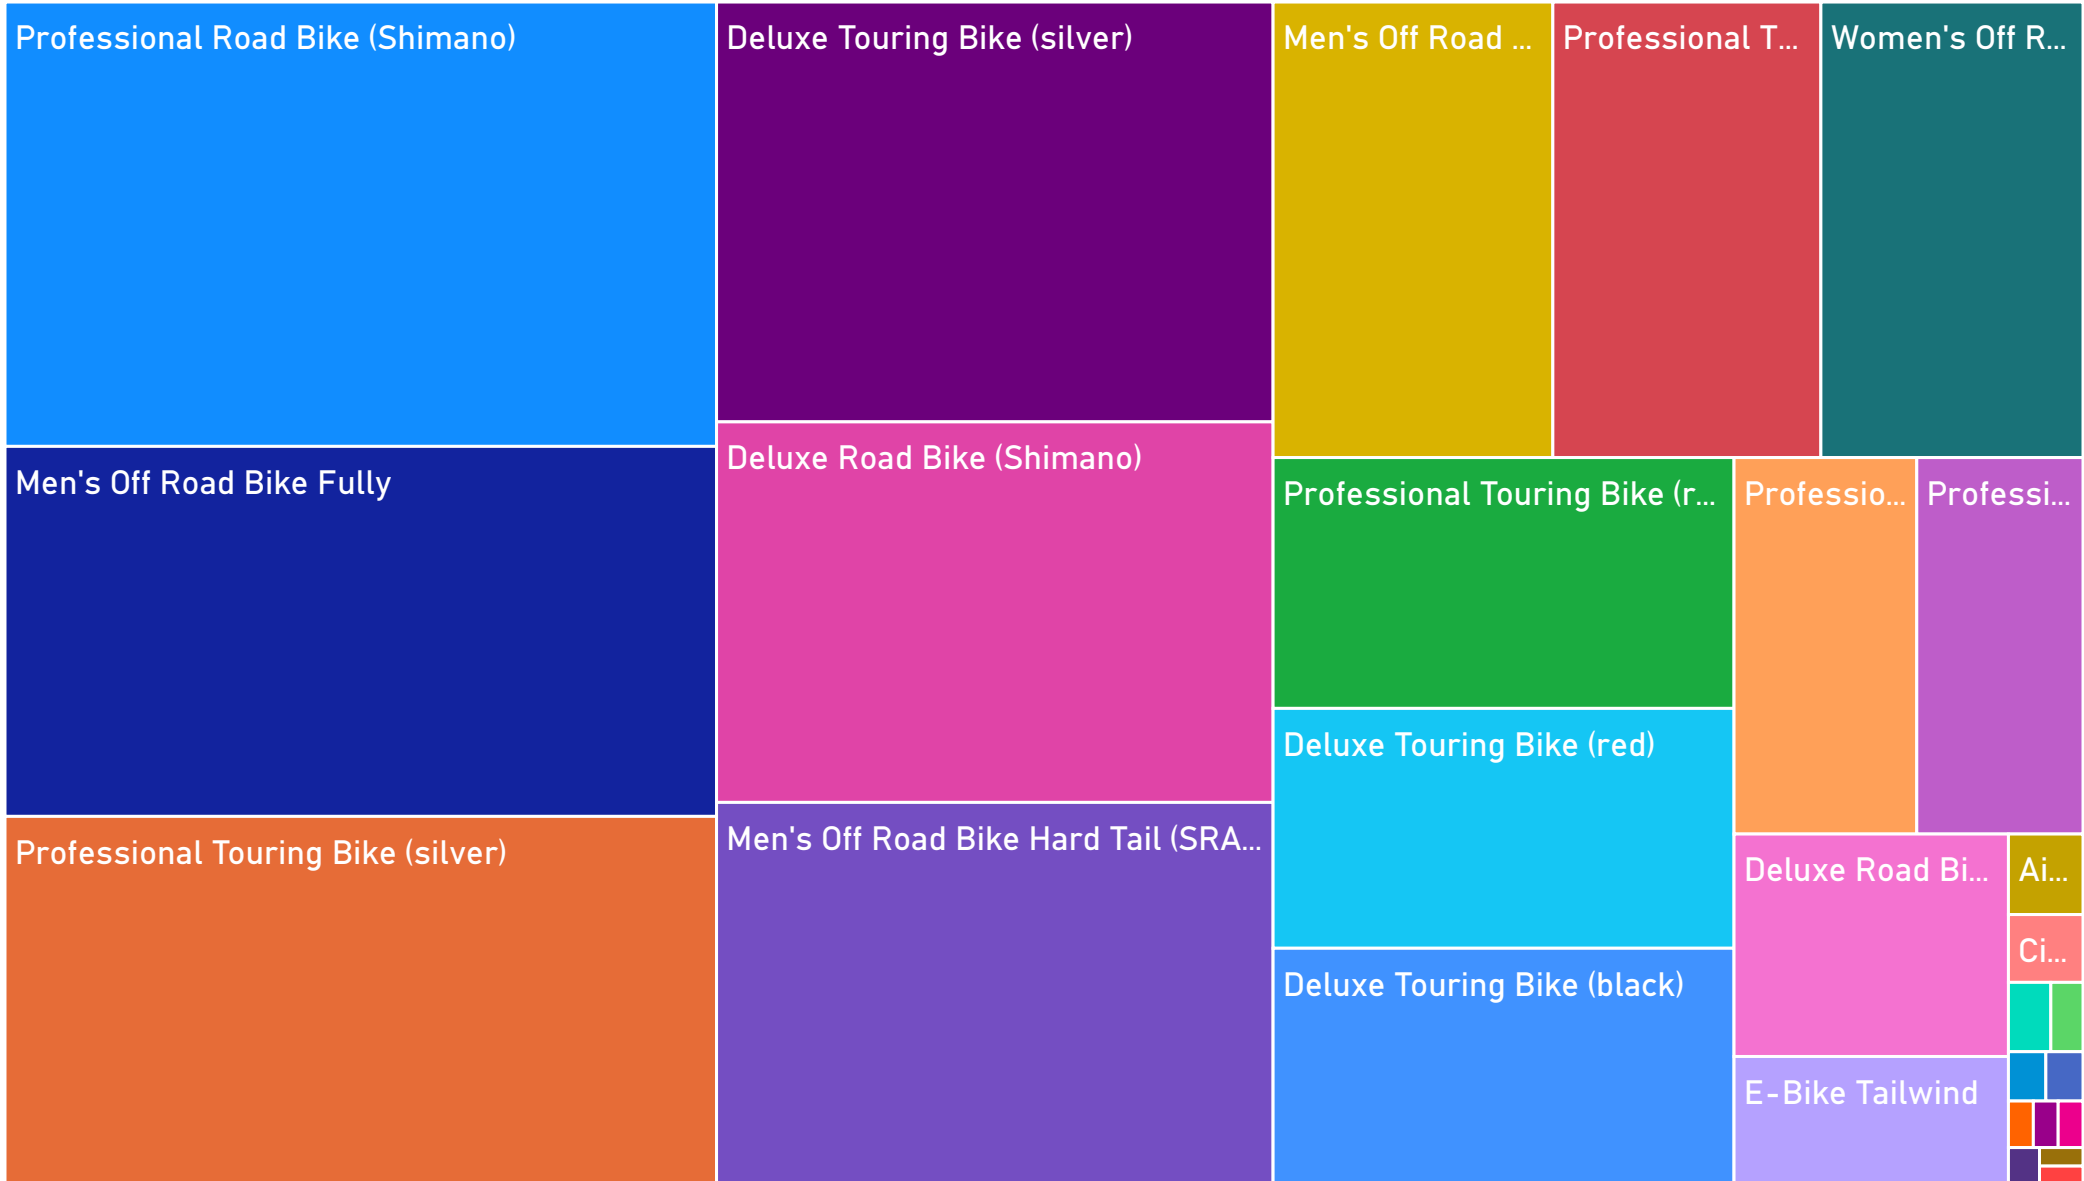 Professional Road Bike (Shimano)
Men's Off Road Bike Fully
Professional Touring Bike (silver)
Deluxe Touring Bike (silver)
Deluxe Road Bike (Shimano)
Men's Off Road Bike Hard Tail (SRA...
Men's Off Road ...
Professional T...
Women's Off R...
Professional Touring Bike (r...
Deluxe Touring Bike (red)
Deluxe Touring Bike (black)
Professio...
Professi...
Deluxe Road Bi...
E-Bike Tailwind
Ai...
Ci...